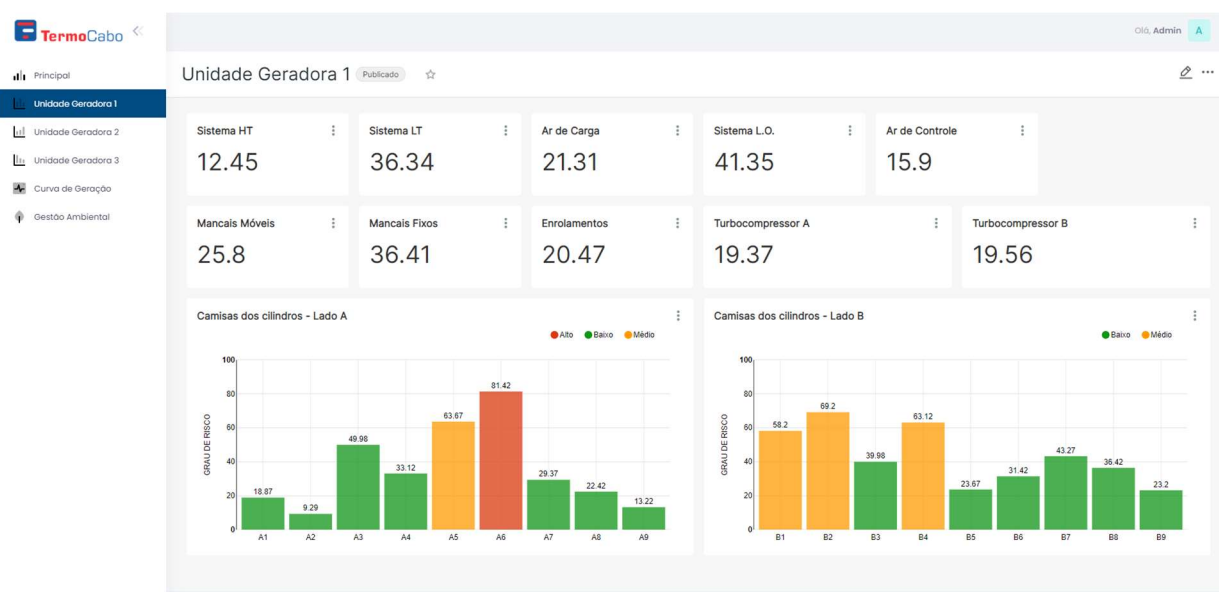 TermoCabo
Olá, Admin A
Principal
Unidade Geradora 1
Unidade Geradora 2
Unidade Geradora 3
Curva de Geração
Gestão Ambiental
Unidade Geradora 1 Publicado
Sistema HT
12.45
Sistema LT
36.34
Ar de Carga
21.31
Sistema L.O.
41.35
Ar de Controle
15.9
Mancais Móveis
25.8
Mancais Fixos
36.41
Enrolamentos
20.47
Turbocompressor A
19.37
Turbocompressor B
19.56
Camisas dos cilindros - Lado A
Alto Baixo Médio
GRAU DE RISCO
100
80
60
40
20
0
18.87
9.29
49.98
33.12
63.67
81.42
29.37
22.42
13.22
A1 A2 A3 A4 A5 A6 A7 A8 A9
Camisas dos cilindros - Lado B
Baixo Médio
GRAU DE RISCO
100
80
60
40
20
0
58.2
69.2
39.98
63.12
23.67
31.42
43.27
36.42
23.2
B1 B2 B3 B4 B5 B6 B7 B8 B9